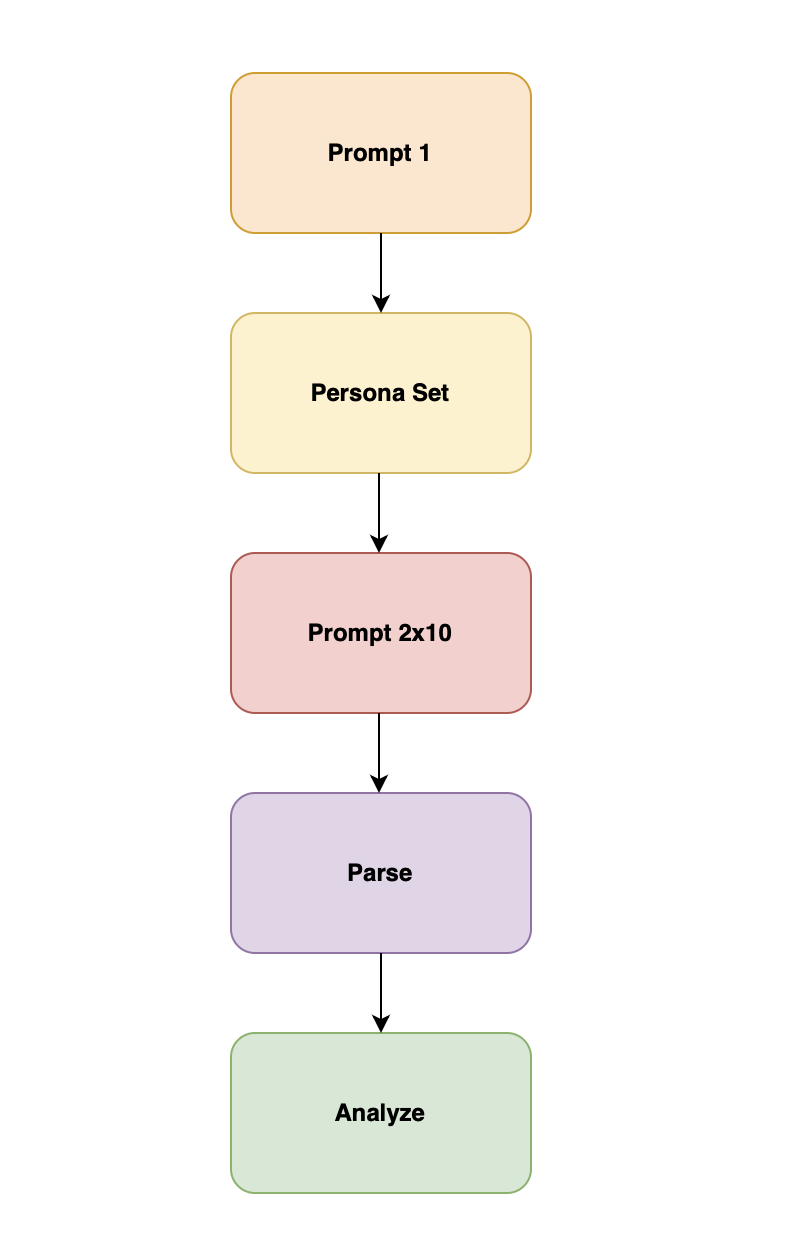 Prompt 1
Persona Set
Prompt 2x10
Parse
Analyze